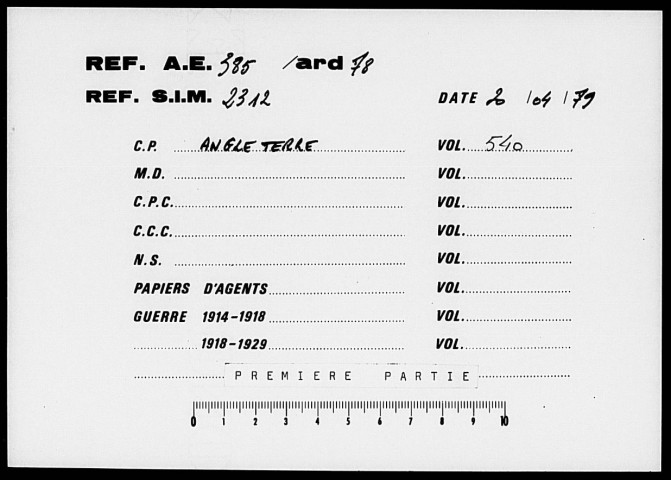 REF. A.E. 385 /ard 78
REF. S.I.M. 2312 DATE 2 /04 /79
C.P. ANGLETERRE VOL. 540
M.D. VOL.
C.P.C. VOL.
C.C.C. VOL.
N.S. VOL.
PAPIERS D'AGENTS VOL.
GUERRE 1914-1918 VOL.
1918-1929 VOL.
PREMIERE PARTIE
0 1 2 3 4 5 6 7 8 9 10